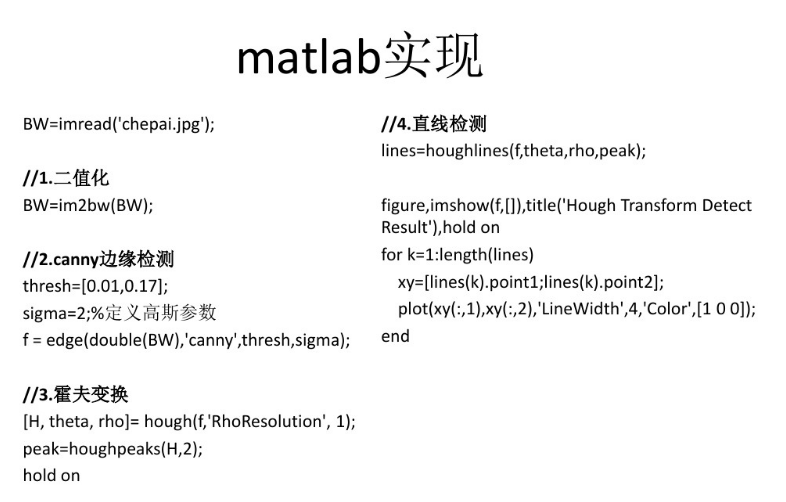 matlab实现
BW=imread('chepai.jpg');
//1.二值化
BW=im2bw(BW);
//2.canny边缘检测
thresh=[0.01,0.17];
sigma=2;%定义高斯参数
f = edge(double(BW),'canny',thresh,sigma);
//3.霍夫变换
[H, theta, rho]= hough(f,'RhoResolution', 1);
peak=houghpeaks(H,2);
hold on
//4.直线检测
lines=houghlines(f,theta,rho,peak);
figure,imshow(f,[]),title('Hough Transform Detect
Result'),hold on
for k=1:length(lines)
xy=[lines(k).point1;lines(k).point2];
plot(xy(:,1),xy(:,2),'LineWidth',4,'Color',[1 0 0]);
end